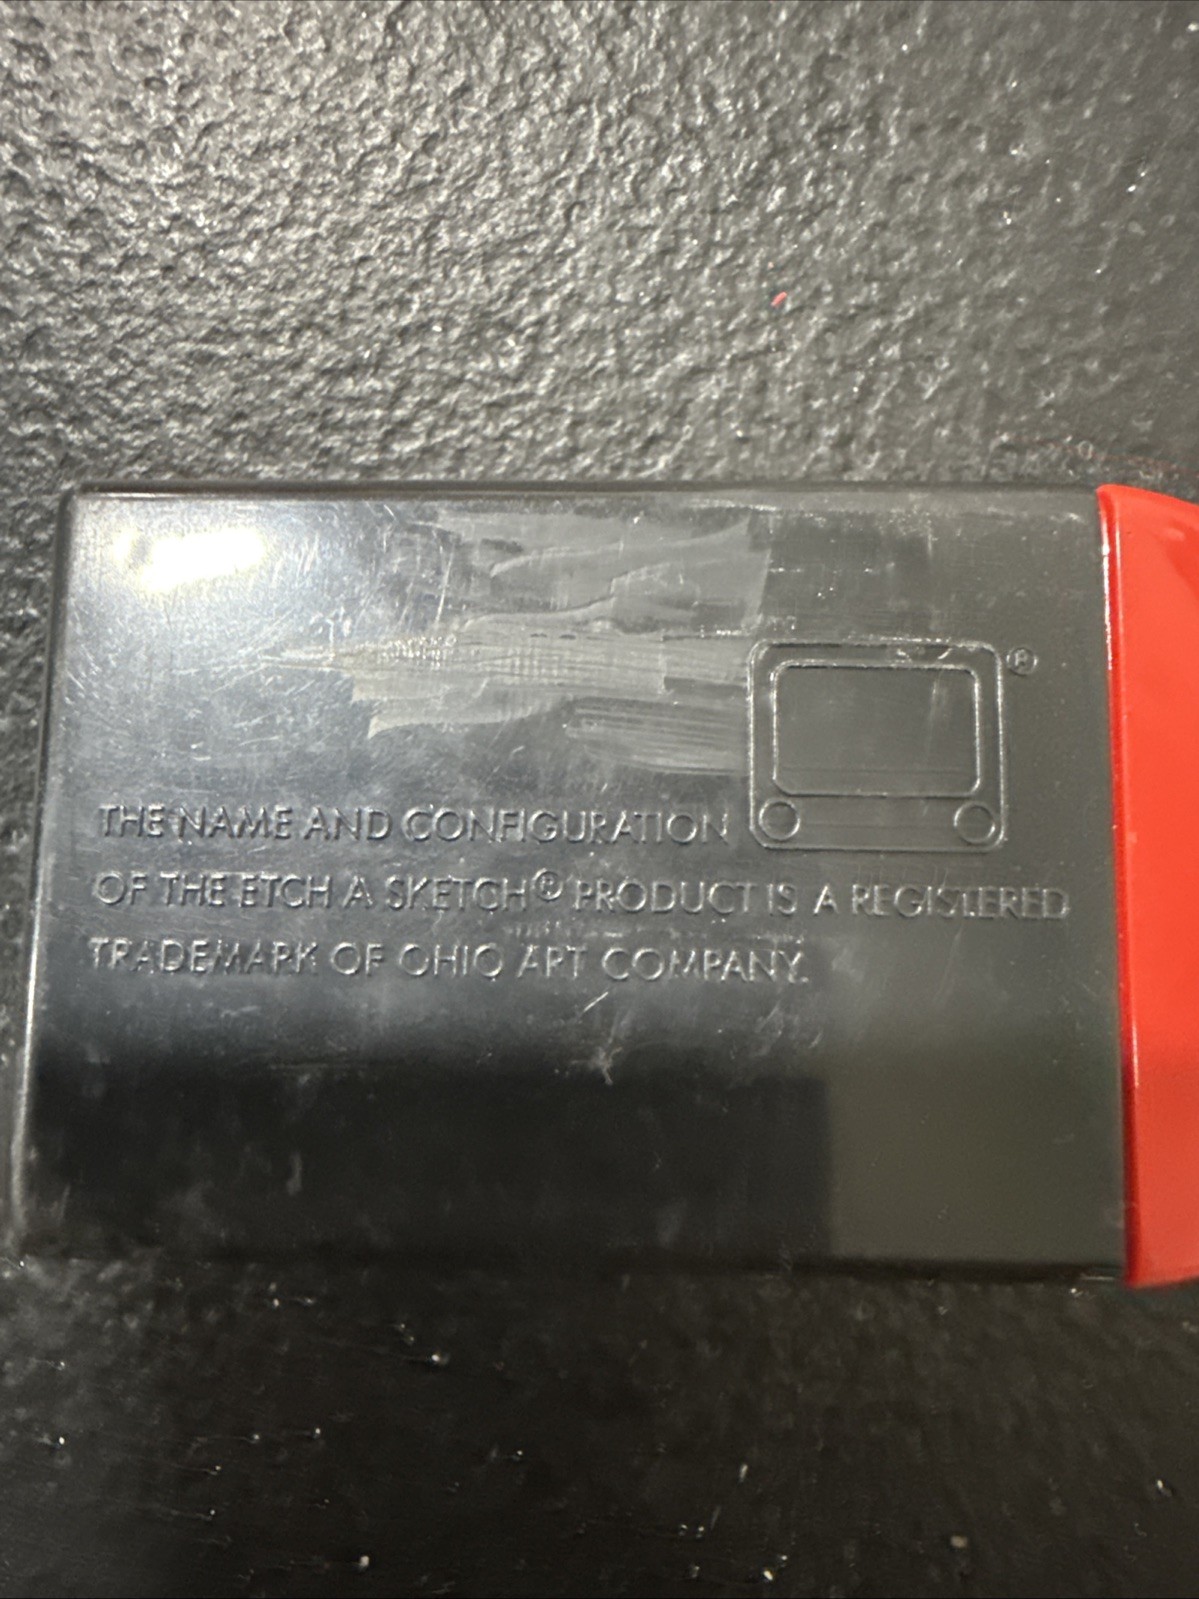 ®
THE NAME AND CONFIGURATION
OF THE ETCH A SKETCH® PRODUCT IS A REGISTERED
TRADEMARK OF OHIO ART COMPANY.